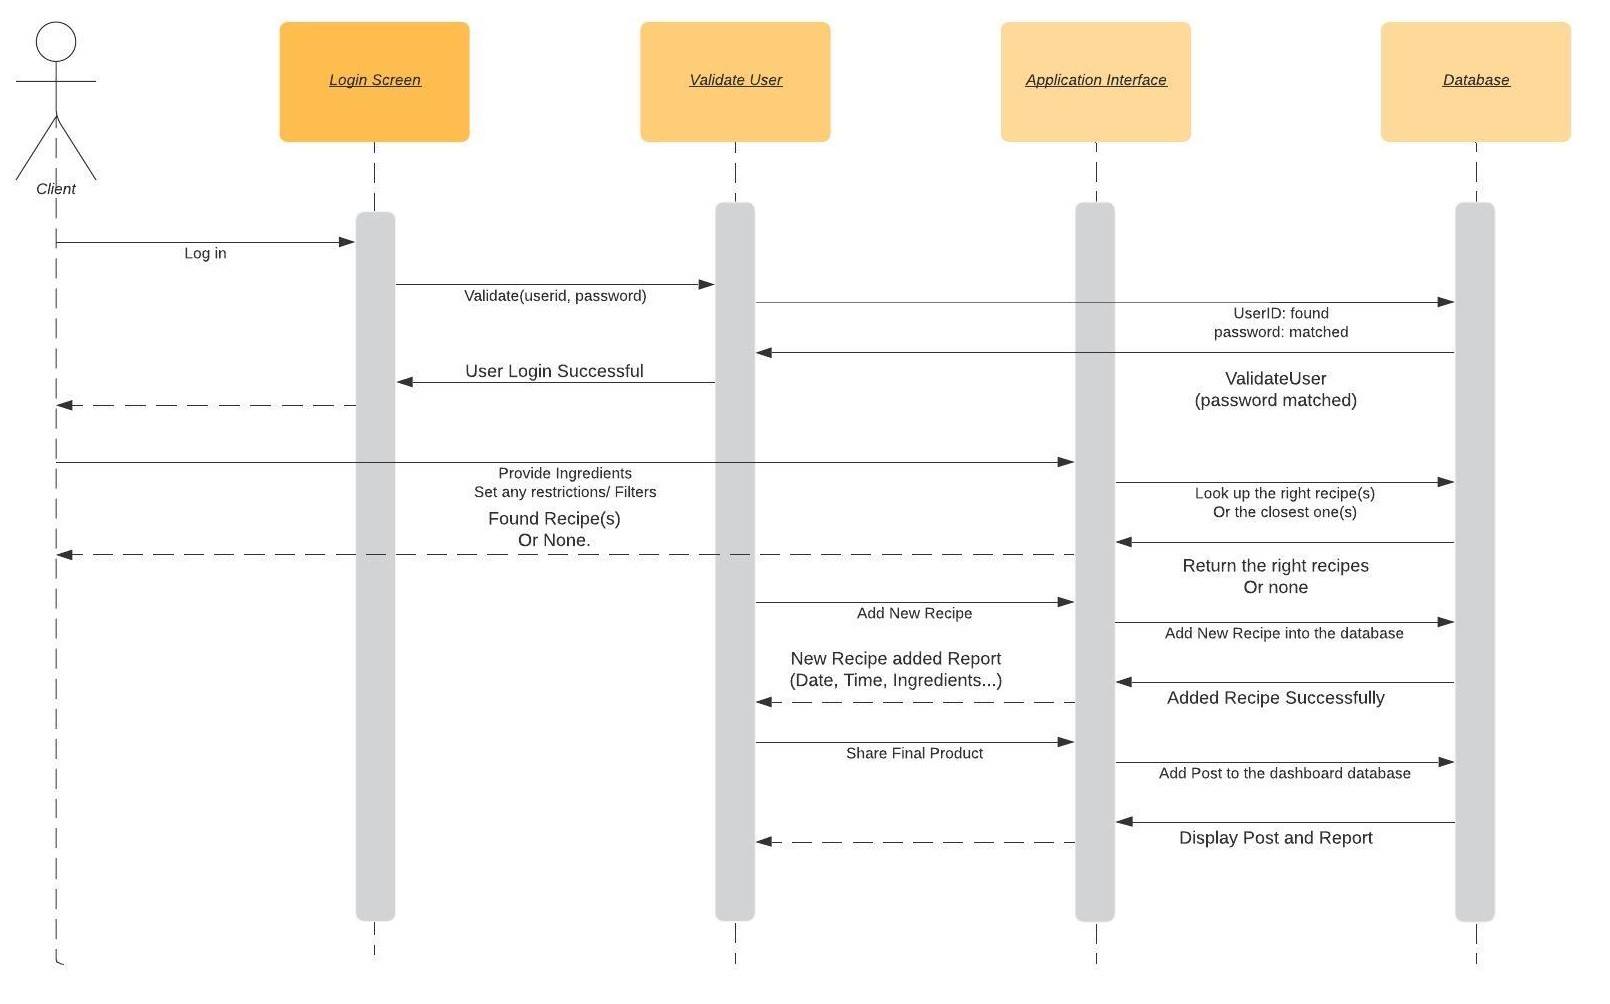 Login Screen
Validate User
Application Interface
Database
Client
Log in
Validate(userid, password)
UserID: found
password: matched
User Login Successful
ValidateUser
(password matched)
Provide Ingredients
Set any restrictions/ Filters
Look up the right recipe(s)
Or the closest one(s)
Found Recipe(s)
Or None.
Return the right recipes
Or none
Add New Recipe
Add New Recipe into the database
New Recipe added Report
(Date, Time, Ingredients...)
Added Recipe Successfully
Share Final Product
Add Post to the dashboard database
Display Post and Report